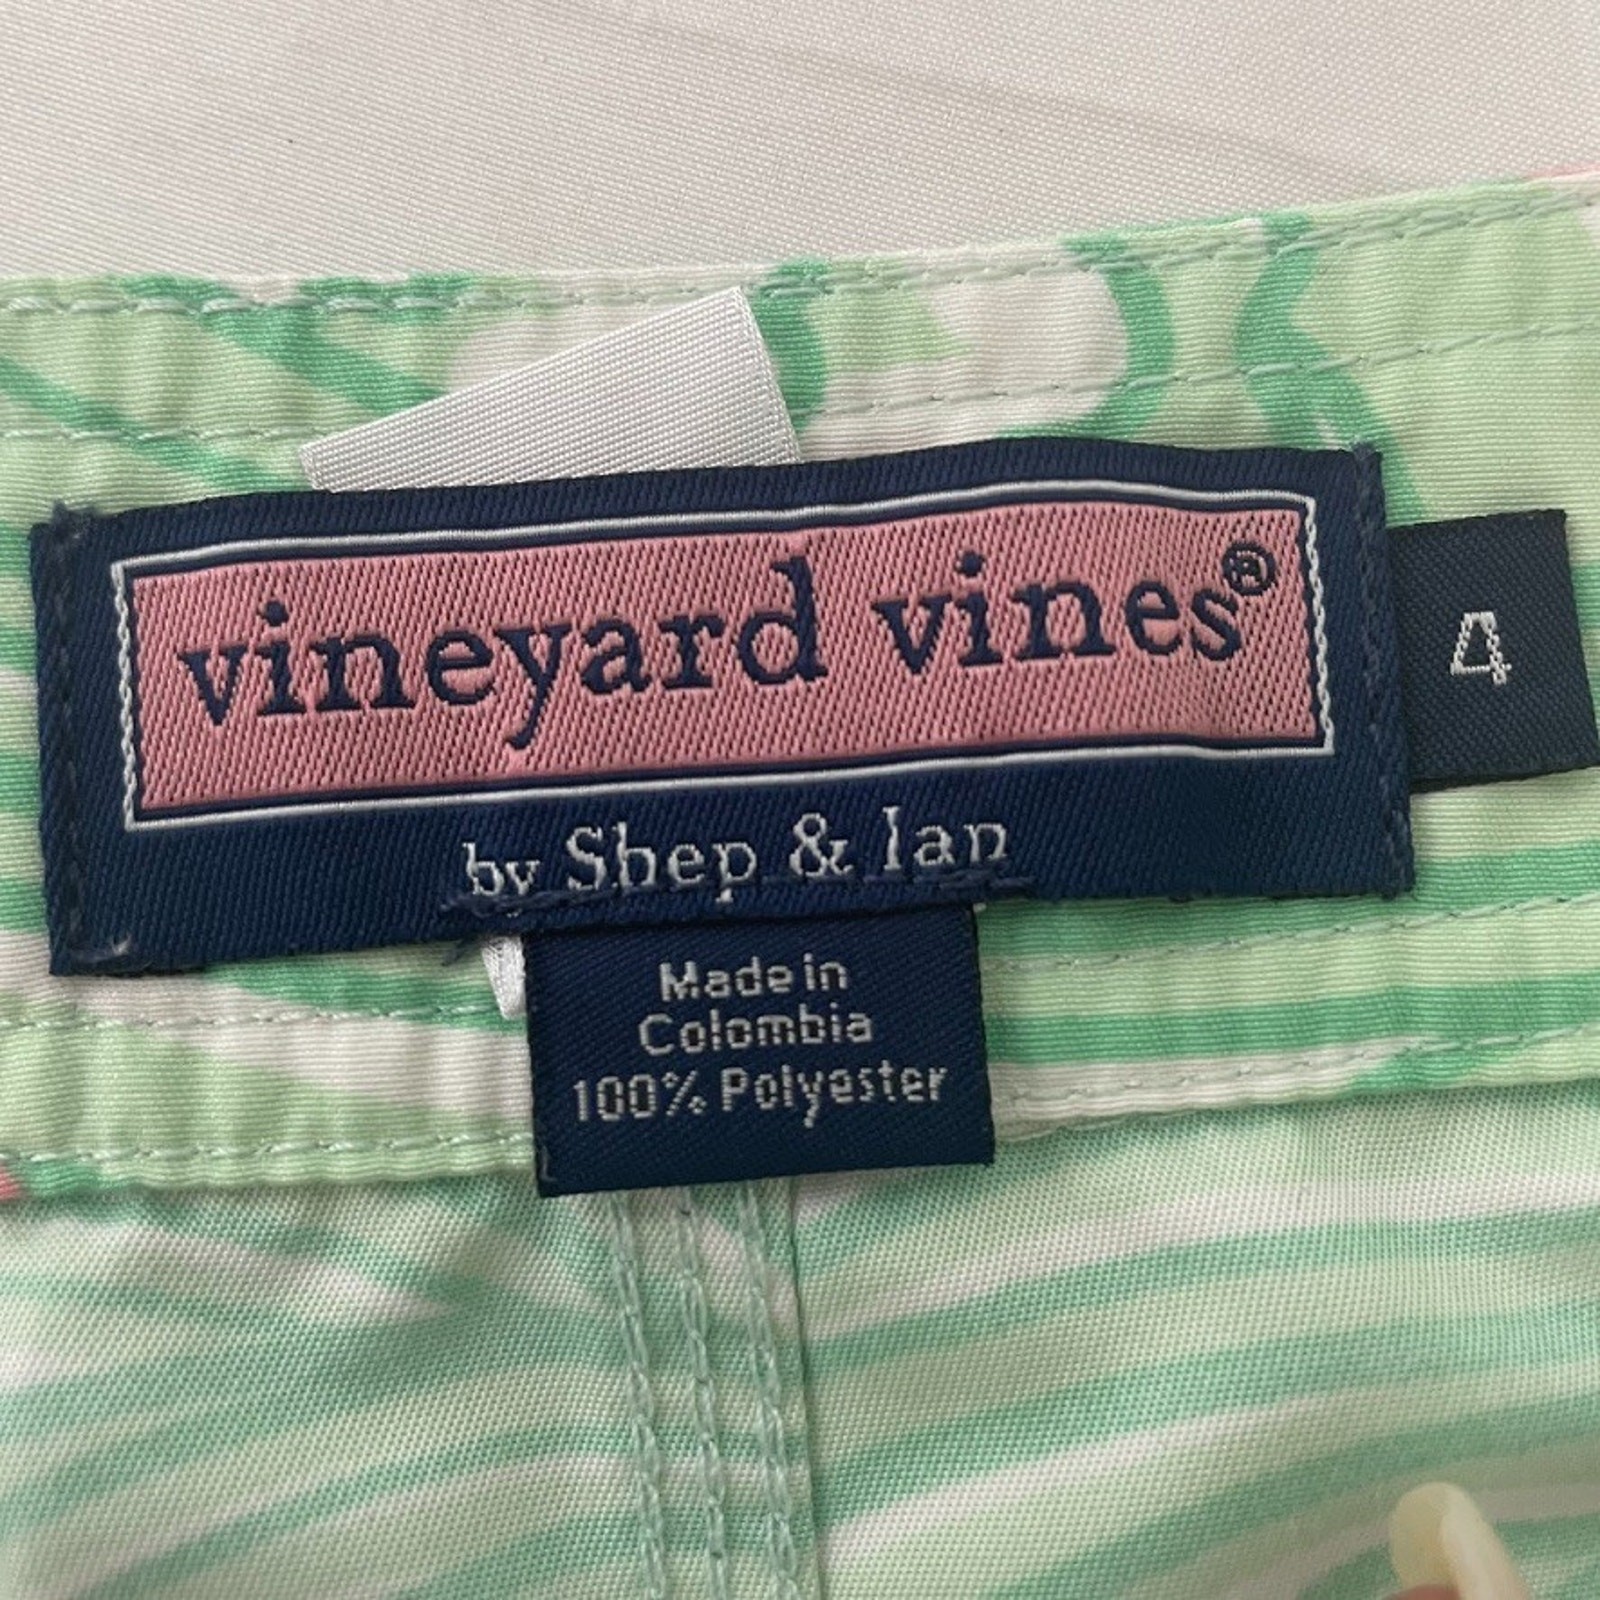 vineyard vines®
by Shep & Ian
4
Made in
Colombia
100% Polyester